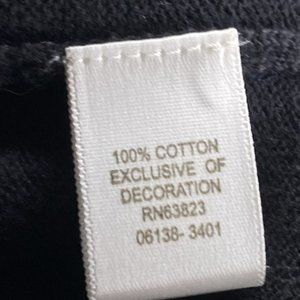 100% COTTON
EXCLUSIVE OF
DECORATION
RN63823
06138- 3401